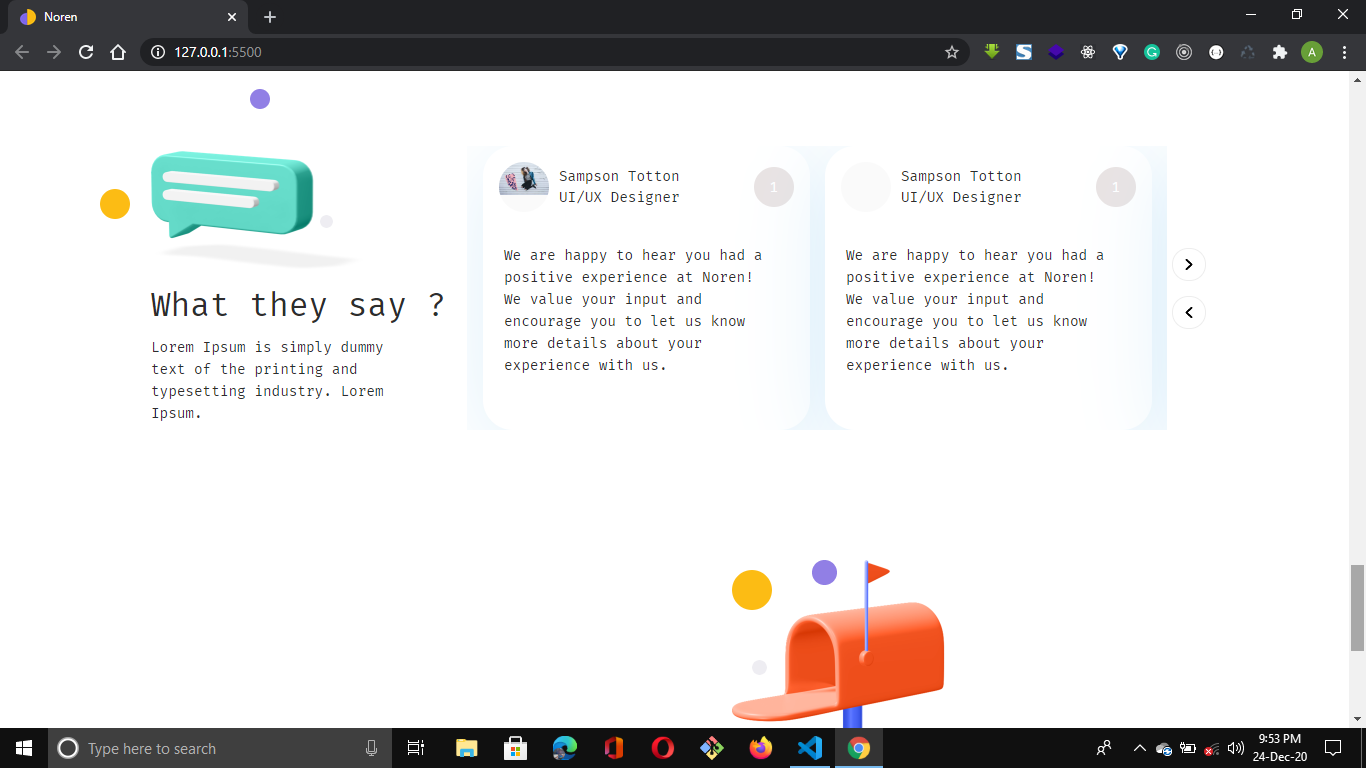 Noren
127.0.0.1:5500
A
Sampson Totton
UI/UX Designer
1
Sampson Totton
UI/UX Designer
1
What they say ?
Lorem Ipsum is simply dummy
text of the printing and
typesetting industry. Lorem
Ipsum.
We are happy to hear you had a
positive experience at Noren!
We value your input and
encourage you to let us know
more details about your
experience with us.
We are happy to hear you had a
positive experience at Noren!
We value your input and
encourage you to let us know
more details about your
experience with us.
Type here to search
9:53 PM
24-Dec-20